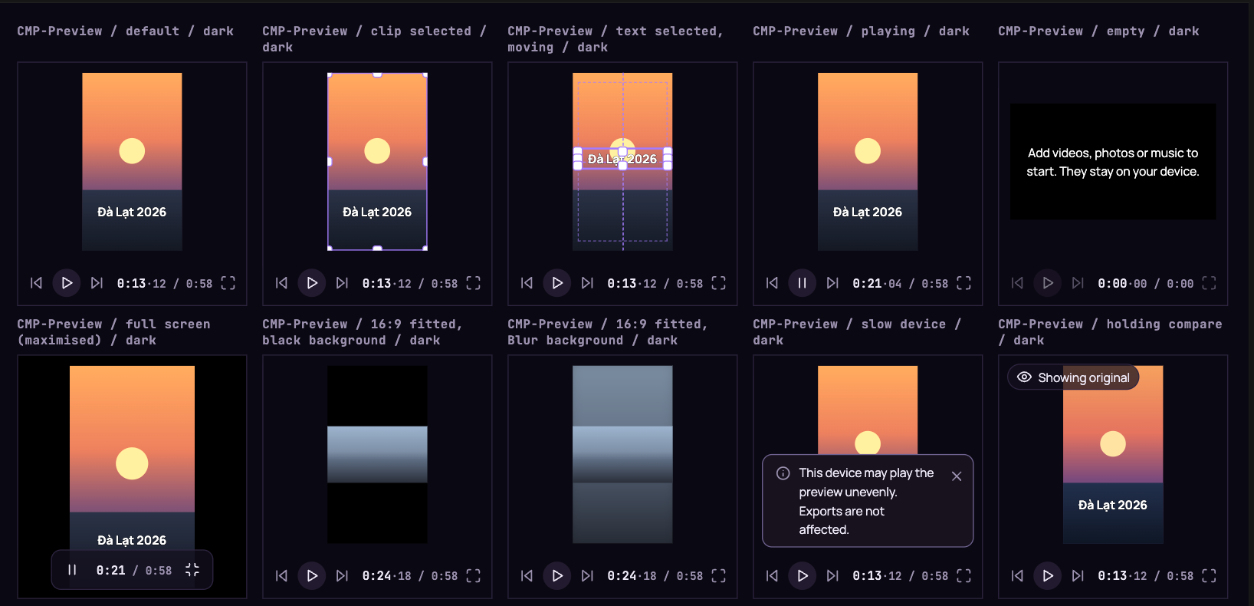 CMP-Preview / default / dark
CMP-Preview / clip selected /
dark
CMP-Preview / text selected,
moving / dark
CMP-Preview / playing / dark
CMP-Preview / empty / dark
Đà Lạt 2026
Đà Lạt 2026
Đà Lạt 2026
Đà Lạt 2026
Add videos, photos or music to
start. They stay on your device.
0:13·12 / 0:58
0:13·12 / 0:58
0:13·12 / 0:58
0:21·04 / 0:58
0:00·00 / 0:00
CMP-Preview / full screen
(maximised) / dark
CMP-Preview / 16:9 fitted,
black background / dark
CMP-Preview / 16:9 fitted,
Blur background / dark
CMP-Preview / slow device /
dark
CMP-Preview / holding compare
/ dark
Đà Lạt 2026
0:21 / 0:58
0:24·18 / 0:58
0:24·18 / 0:58
This device may play the
preview unevenly.
Exports are not
affected.
0:13·12 / 0:58
Showing original
Đà Lạt 2026
0:13·12 / 0:58